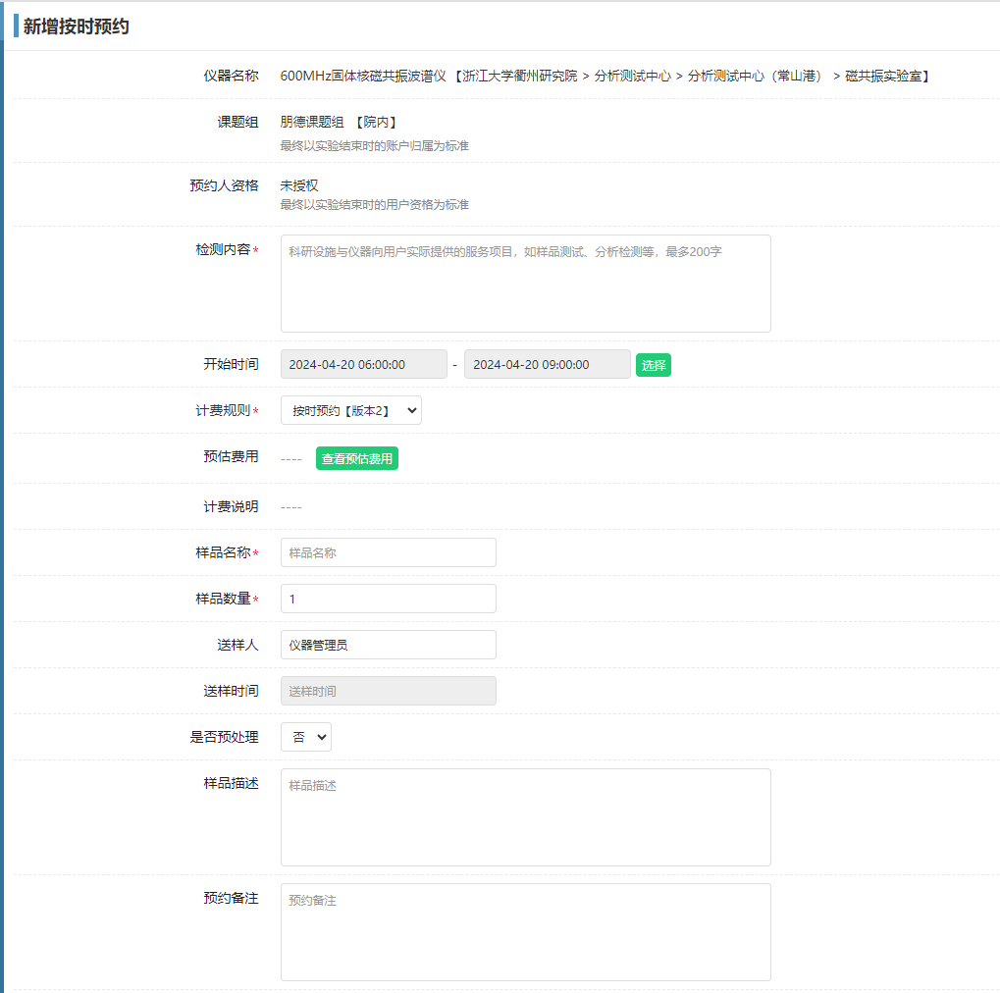 新增按时预约
仪器名称 600MHz固体核磁共振波谱仪 【浙江大学衢州研究院 > 分析测试中心 > 分析测试中心（常山港） > 磁共振实验室】
课题组 朋德课题组 【院内】
最终以实验结束时的账户归属为标准
预约人资格 未授权
最终以实验结束时的用户资格为标准
检测内容* 科研设施与仪器向用户实际提供的服务项目，如样品测试、分析检测等，最多200字
开始时间 2024-04-20 06:00:00 - 2024-04-20 09:00:00 选择
计费规则* 按时预约【版本2】
预估费用 ---- 查看预估费用
计费说明 ----
样品名称* 样品名称
样品数量* 1
送样人 仪器管理员
送样时间 送样时间
是否预处理 否
样品描述 样品描述
预约备注 预约备注